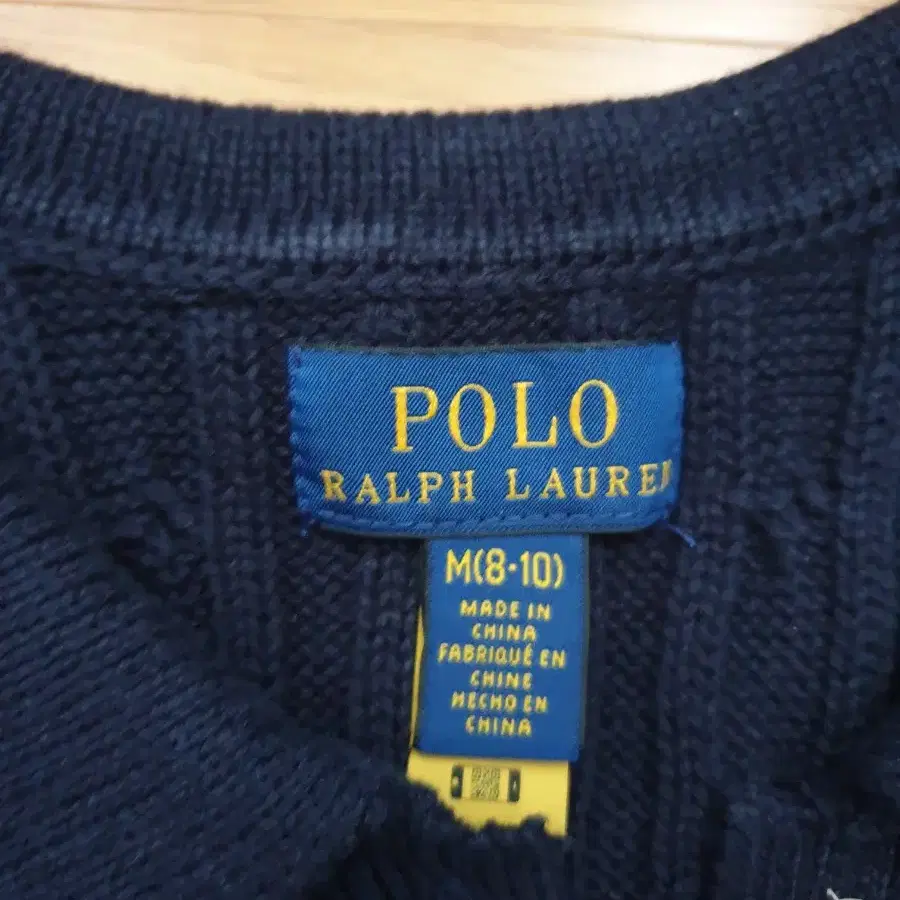 POLO
RALPH LAUREN
M(8-10)
MADE IN
CHINA
FABRIQUÉ EN
CHINE
HECHO EN
CHINA